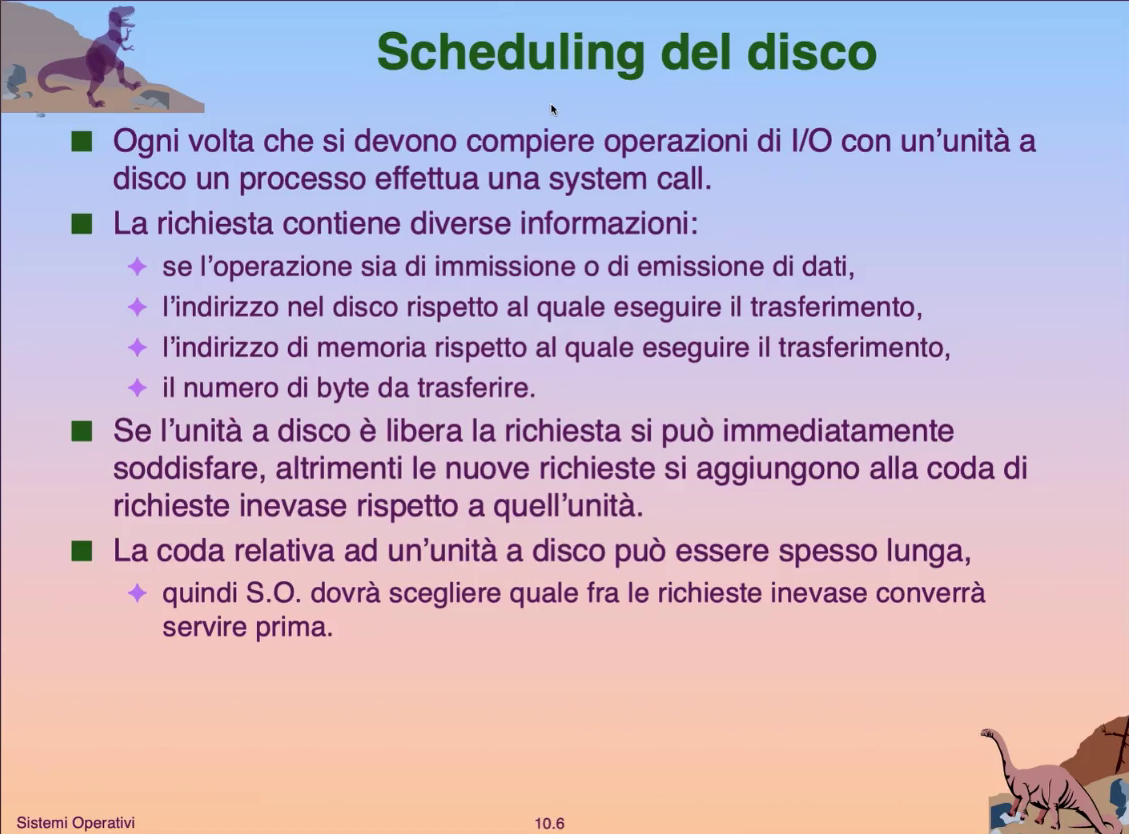 Scheduling del disco
Ogni volta che si devono compiere operazioni di I/O con un'unità a
disco un processo effettua una system call.
La richiesta contiene diverse informazioni:
se l'operazione sia di immissione o di emissione di dati,
l'indirizzo nel disco rispetto al quale eseguire il trasferimento,
l'indirizzo di memoria rispetto al quale eseguire il trasferimento,
il numero di byte da trasferire.
Se l'unità a disco è libera la richiesta si può immediatamente
soddisfare, altrimenti le nuove richieste si aggiungono alla coda di
richieste inevase rispetto a quell'unità.
La coda relativa ad un'unità a disco può essere spesso lunga,
quindi S.O. dovrà scegliere quale fra le richieste inevase converrà
servire prima.
Sistemi Operativi
10.6